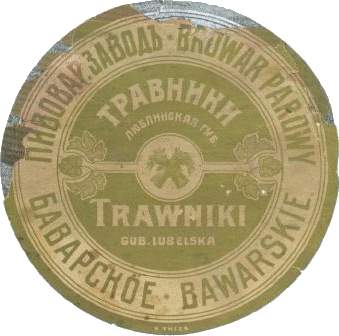 ПИВОВАР. ЗАВОДЪ · BROWAR PAROWY
ТРАВНИКИ
ЛЮБЛИНСКАЯ ГУБ
TRAWNIKI
GUB. LUBELSKA
БАВАРСКОЕ · BAWARSKIE